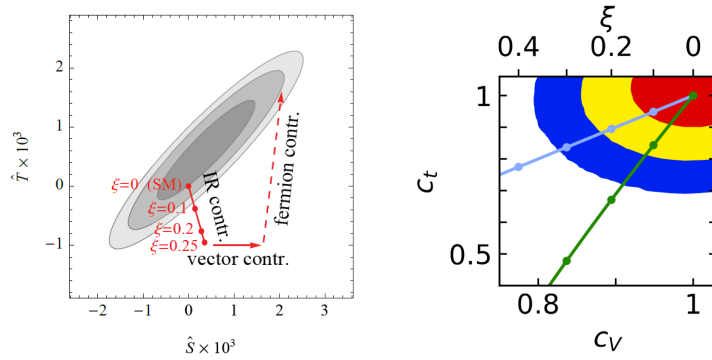 2
1
0
−1
T̂ × 10³
−2
−1
0
1
2
3
Ŝ × 10³
ξ=0 (SM)
ξ=0.1
ξ=0.2
ξ=0.25
IR contr.
vector contr.
fermion contr.
ξ
0.4
0.2
0
1
0.5
c_t
0.8
1
c_V